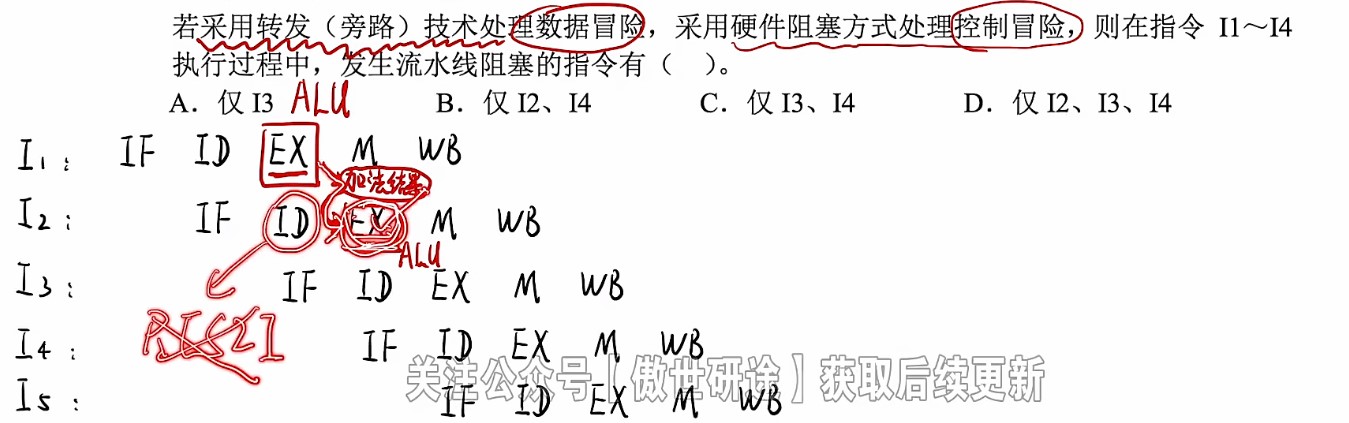 若采用转发（旁路）技术处理数据冒险，采用硬件阻塞方式处理控制冒险，则在指令 I1～I4
执行过程中，发生流水线阻塞的指令有（ ）。
A．仅 I3 ALU B．仅 I2、I4 C．仅 I3、I4 D．仅 I2、I3、I4
I1： IF ID EX M WB
加法结果
I2： IF ID EX M WB
ALU
I3： IF ID EX M WB
I4： IF ID EX M WB
关注公众号【傲世研途】获取后续更新
I5： IF ID EX M WB